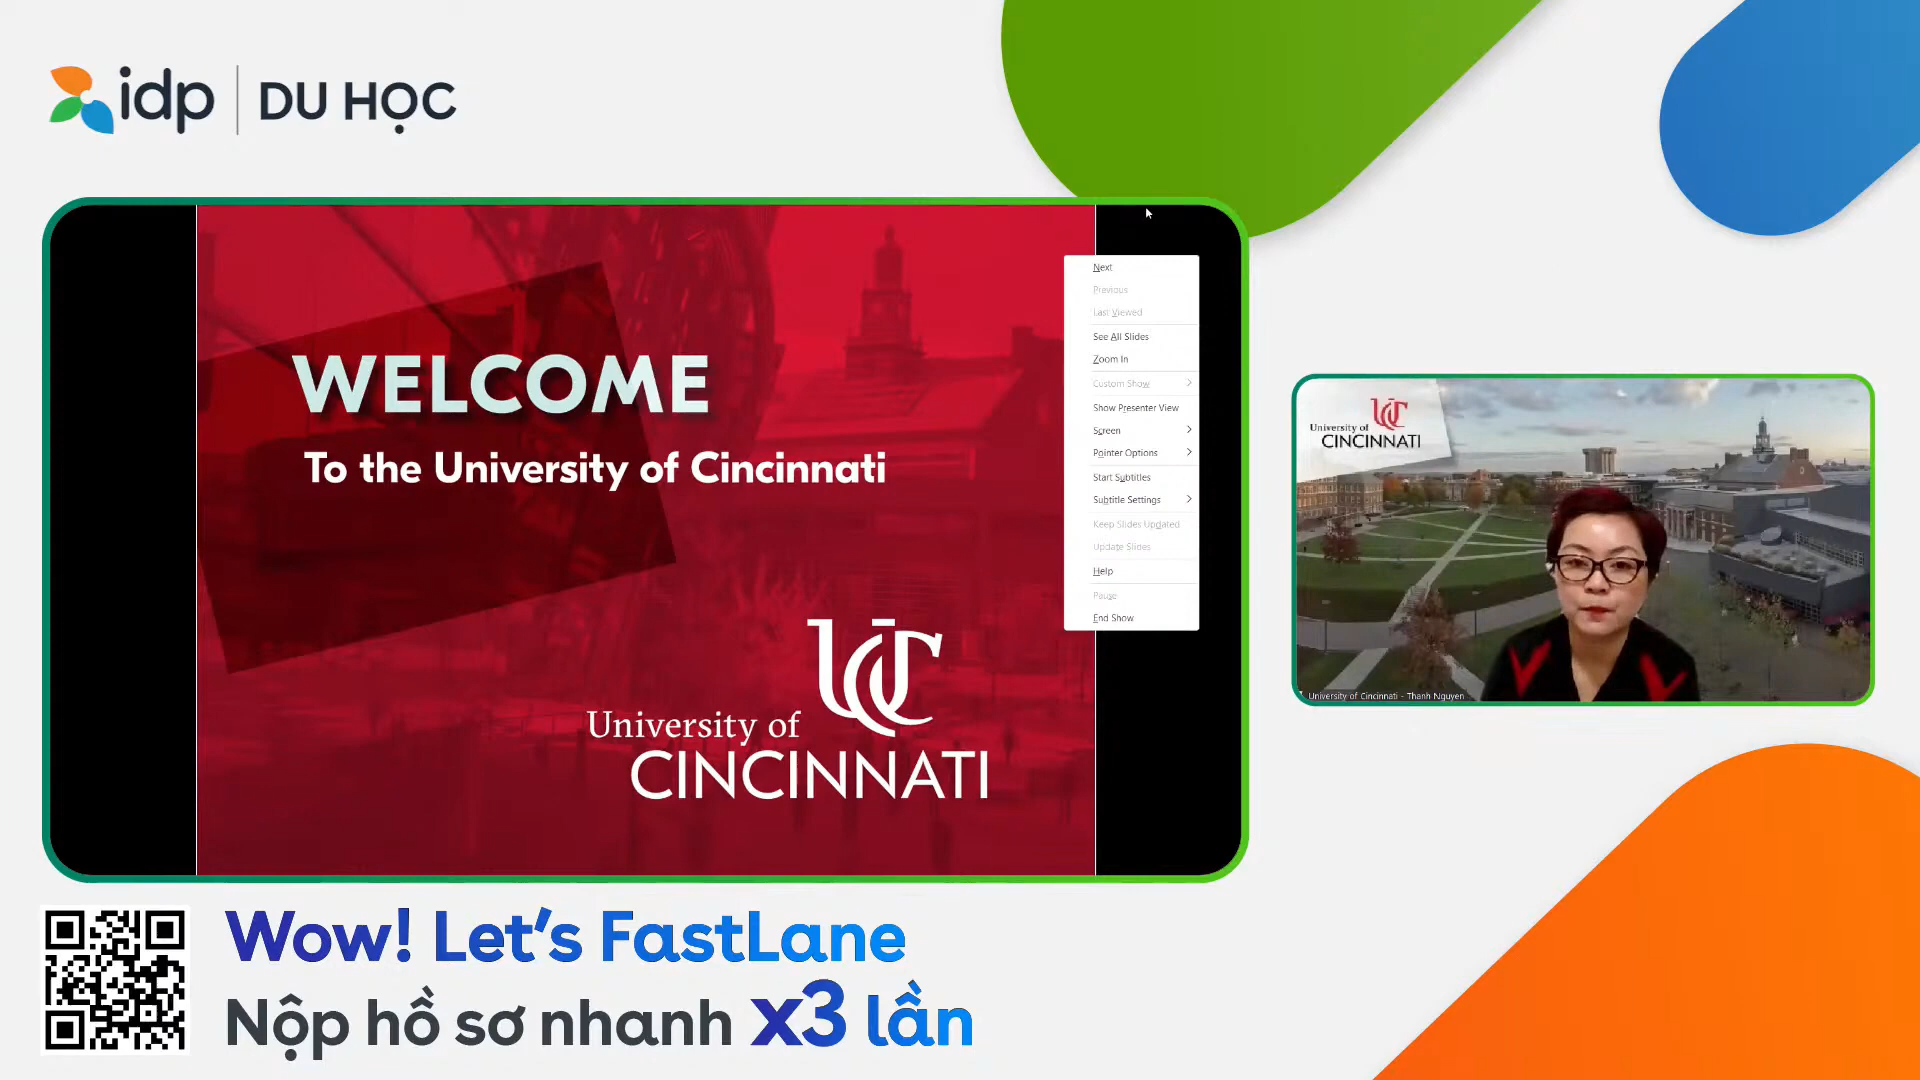 idp | DU HỌC
WELCOME
To the University of Cincinnati
University of
CINCINNATI
Next
Previous
Last Viewed
See All Slides
Zoom In
Custom Show
Show Presenter View
Screen
Pointer Options
Start Subtitles
Subtitle Settings
Keep Slides Updated
Update Slides
Help
Pause
End Show
University of
CINCINNATI
University of Cincinnati - Thanh Nguyen
Wow! Let's FastLane
Nộp hồ sơ nhanh x3 lần